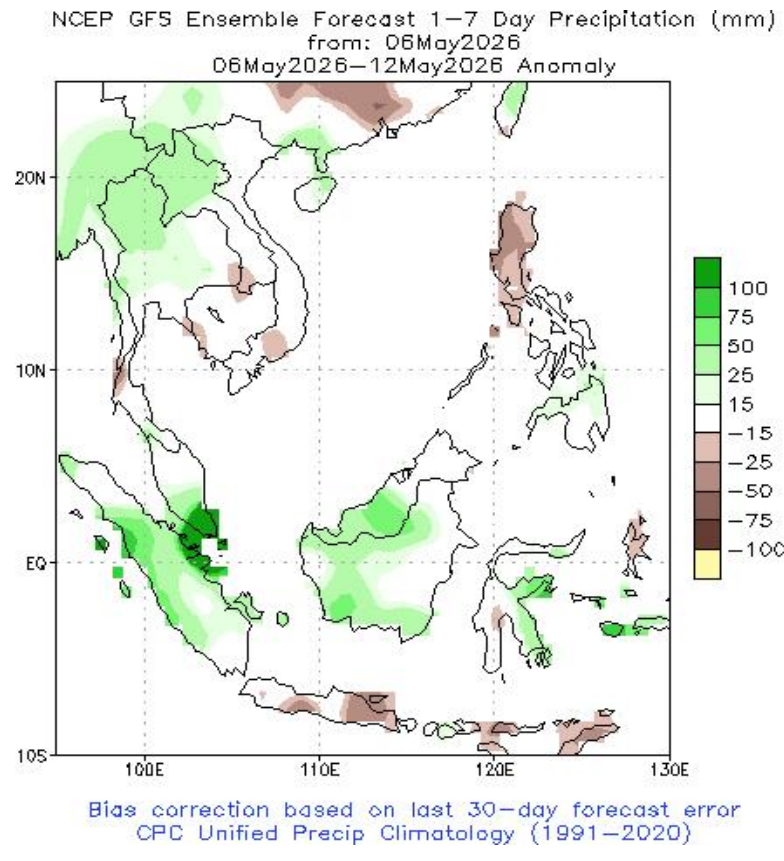 NCEP GFS Ensemble Forecast 1-7 Day Precipitation (mm)
from: 06May2026
06May2026-12May2026 Anomaly
20N
10N
EQ
10S
100E
110E
120E
130E
100
75
50
25
15
-15
-25
-50
-75
-100
Bias correction based on last 30-day forecast error
CPC Unified Precip Climatology (1991-2020)